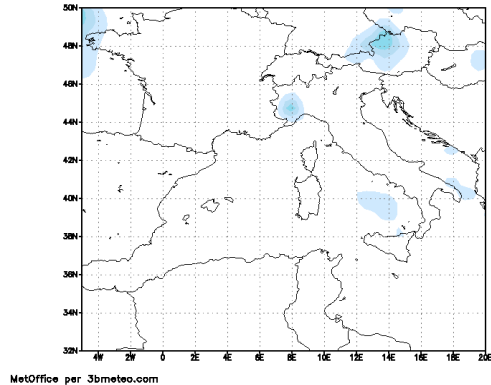 50N
48N
46N
44N
42N
40N
38N
36N
34N
32N
4W 2W 0 2E 4E 6E 8E 10E 12E 14E 16E 18E 20E
MetOffice per 3bmeteo.com